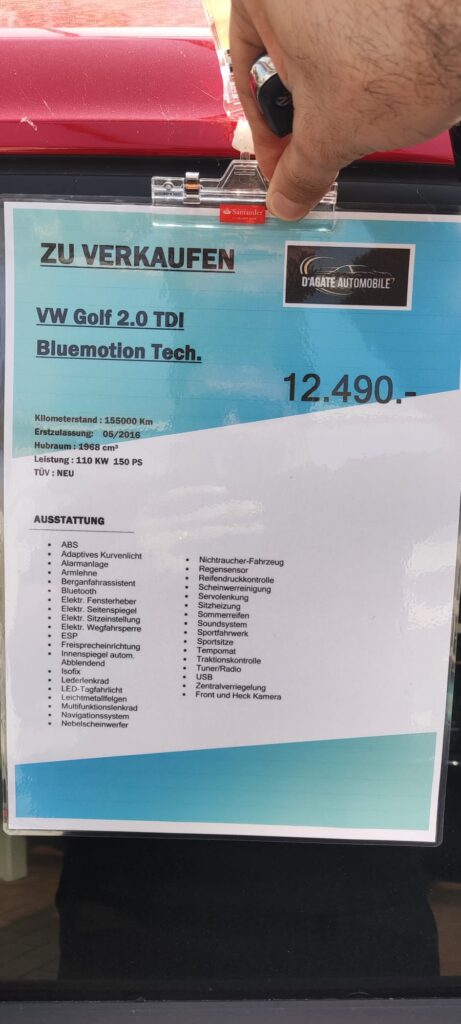 Santander
ZU VERKAUFEN
D'AGATE AUTOMOBILE
VW Golf 2.0 TDI
Bluemotion Tech.
12.490.-
Kilometerstand : 155000 Km
Erstzulassung: 05/2016
Hubraum : 1968 cm³
Leistung : 110 KW 150 PS
TÜV : NEU
AUSSTATTUNG
• ABS
• Adaptives Kurvenlicht
• Alarmanlage
• Armlehne
• Berganfahrassistent
• Bluetooth
• Elektr. Fensterheber
• Elektr. Seitenspiegel
• Elektr. Sitzeinstellung
• Elektr. Wegfahrsperre
• ESP
• Freisprecheinrichtung
• Innenspiegel autom.
Abblendend
• Isofix
• Lederlenkrad
• LED-Tagfahrlicht
• Leichtmetallfelgen
• Multifunktionslenkrad
• Navigationssystem
• Nebelscheinwerfer
• Nichtraucher-Fahrzeug
• Regensensor
• Reifendruckkontrolle
• Scheinwerreinigung
• Servolenkung
• Sitzheizung
• Sommerreifen
• Soundsystem
• Sportfahrwerk
• Sportsitze
• Tempomat
• Traktionskontrolle
• Tuner/Radio
• USB
• Zentralverriegelung
• Front und Heck Kamera